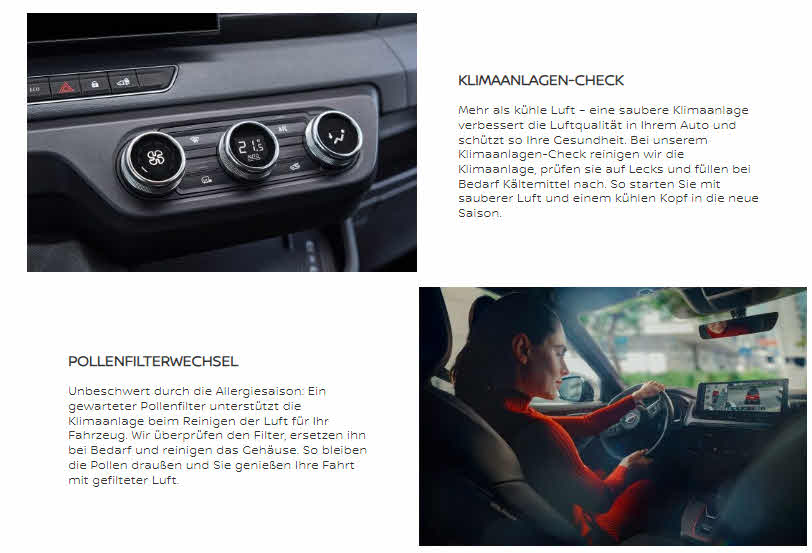 ECO
21.5
AUTO
A/C
KLIMAANLAGEN-CHECK
Mehr als kühle Luft – eine saubere Klimaanlage
verbessert die Luftqualität in Ihrem Auto und
schützt so Ihre Gesundheit. Bei unserem
Klimaanlagen-Check reinigen wir die
Klimaanlage, prüfen sie auf Lecks und füllen bei
Bedarf Kältemittel nach. So starten Sie mit
sauberer Luft und einem kühlen Kopf in die neue
Saison.
POLLENFILTERWECHSEL
Unbeschwert durch die Allergiesaison: Ein
gewarteter Pollenfilter unterstützt die
Klimaanlage beim Reinigen der Luft für Ihr
Fahrzeug. Wir überprüfen den Filter, ersetzen ihn
bei Bedarf und reinigen das Gehäuse. So bleiben
die Pollen draußen und Sie genießen Ihre Fahrt
mit gefilteter Luft.